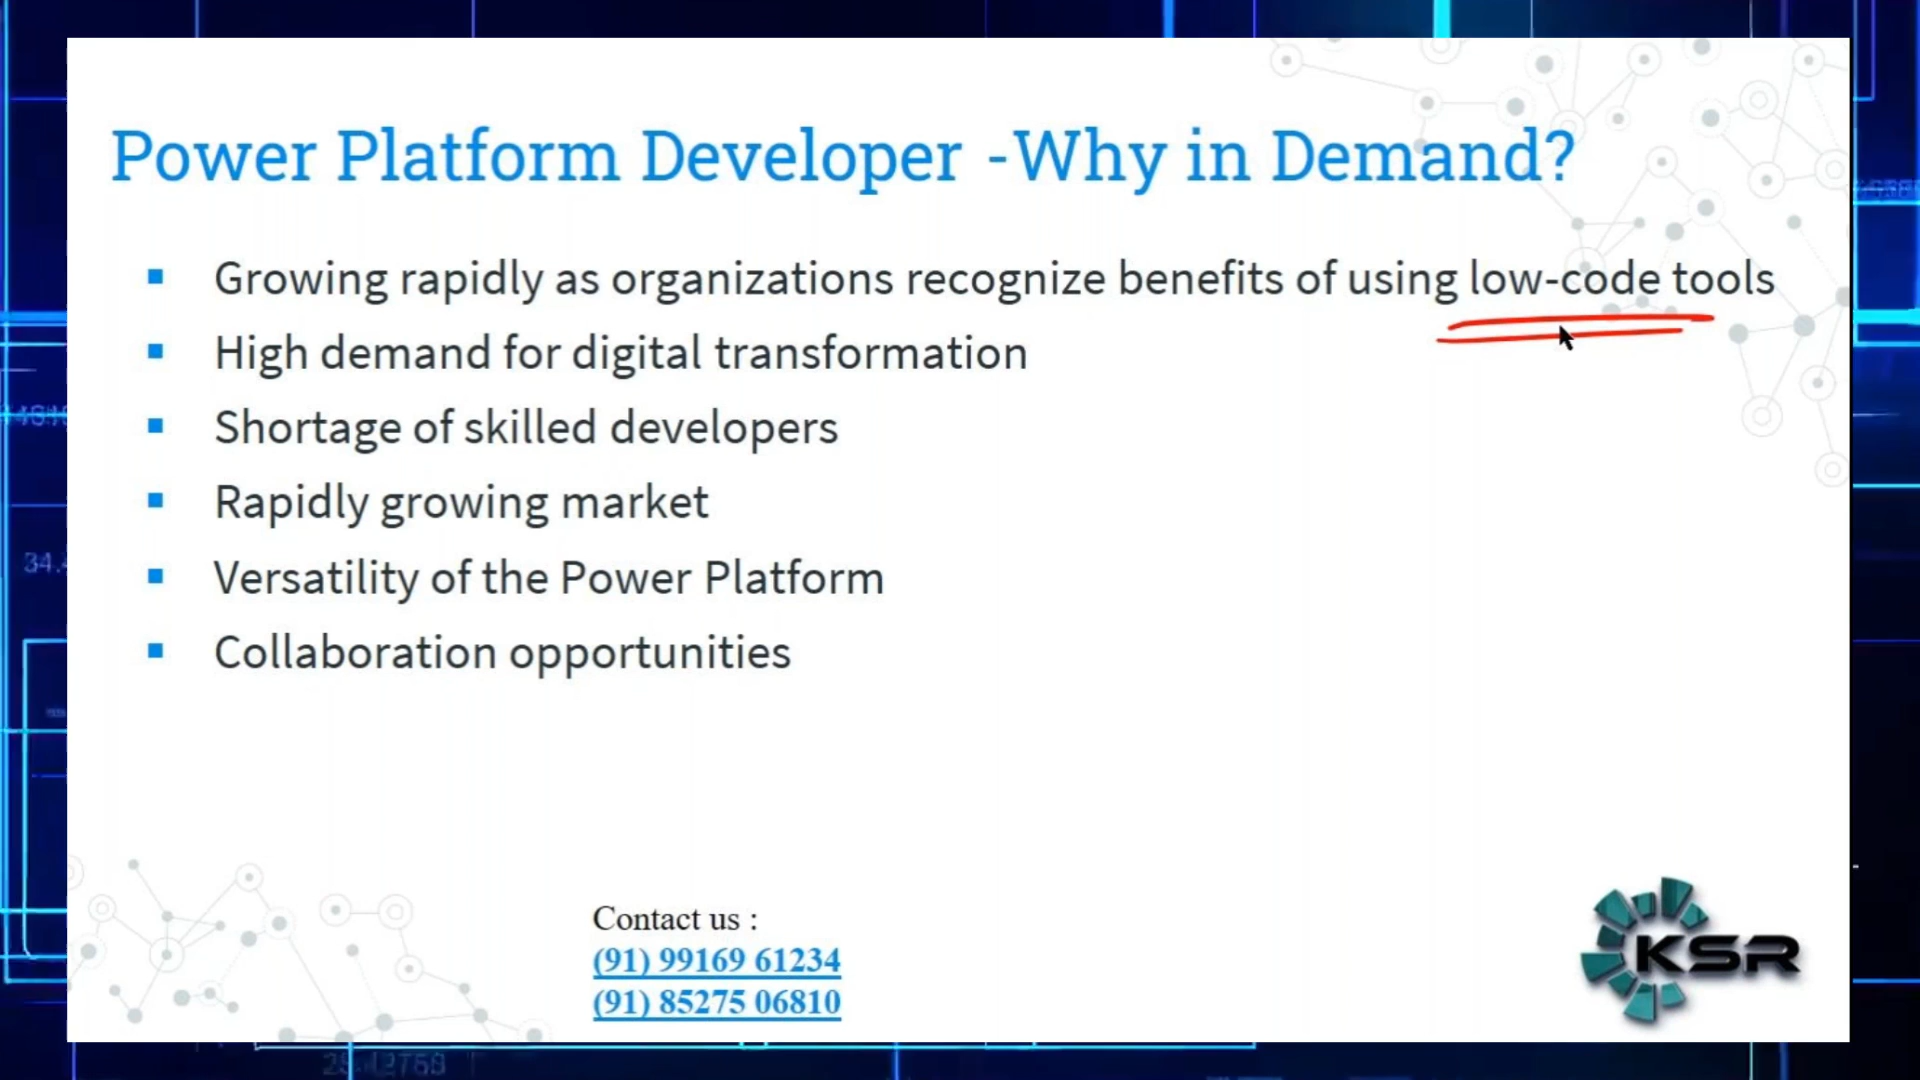 Power Platform Developer -Why in Demand?
Growing rapidly as organizations recognize benefits of using low-code tools
High demand for digital transformation
Shortage of skilled developers
Rapidly growing market
Versatility of the Power Platform
Collaboration opportunities
Contact us :
(91) 99169 61234
(91) 85275 06810
KSR